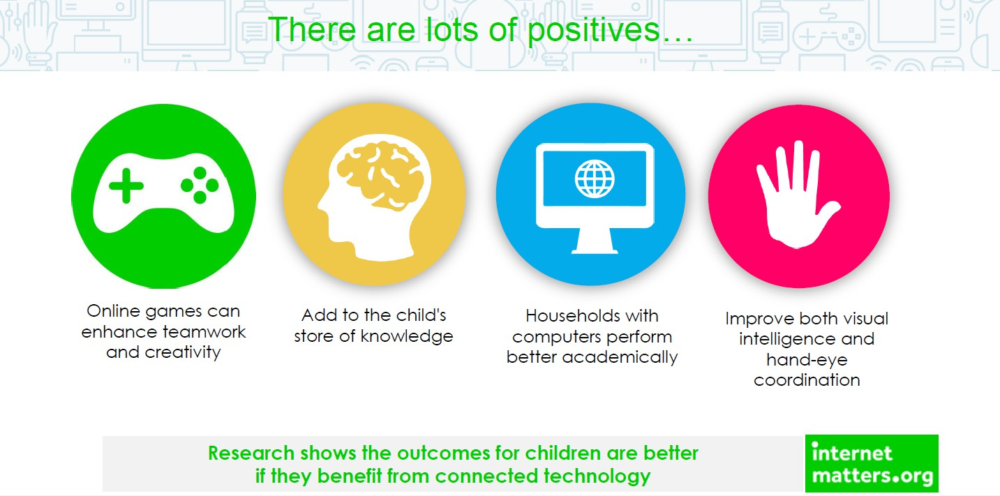 There are lots of positives…
Online games can
enhance teamwork
and creativity
Add to the child's
store of knowledge
Households with
computers perform
better academically
Improve both visual
intelligence and
hand-eye
coordination
Research shows the outcomes for children are better
if they benefit from connected technology
internet
matters.org